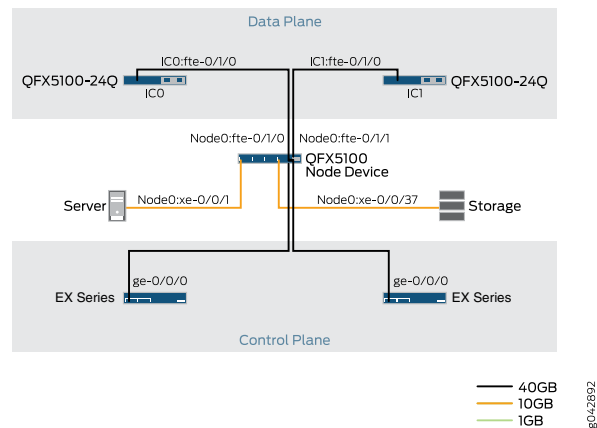 Data Plane
IC0:fte-0/1/0
IC1:fte-0/1/0
QFX5100-24Q
IC0
IC1
QFX5100-24Q
Node0:fte-0/1/0
Node0:fte-0/1/1
QFX5100
Node Device
Server
Node0:xe-0/0/1
Node0:xe-0/0/37
Storage
ge-0/0/0
ge-0/0/0
EX Series
EX Series
Control Plane
40GB
10GB
1GB
g042892